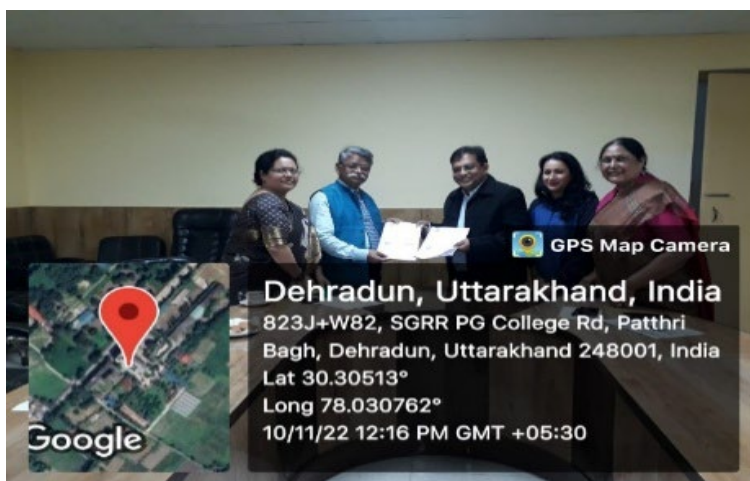 GPS Map Camera
Dehradun, Uttarakhand, India
823J+W82, SGRR PG College Rd, Patthri
Bagh, Dehradun, Uttarakhand 248001, India
Lat 30.30513°
Long 78.030762°
10/11/22 12:16 PM GMT +05:30
Google